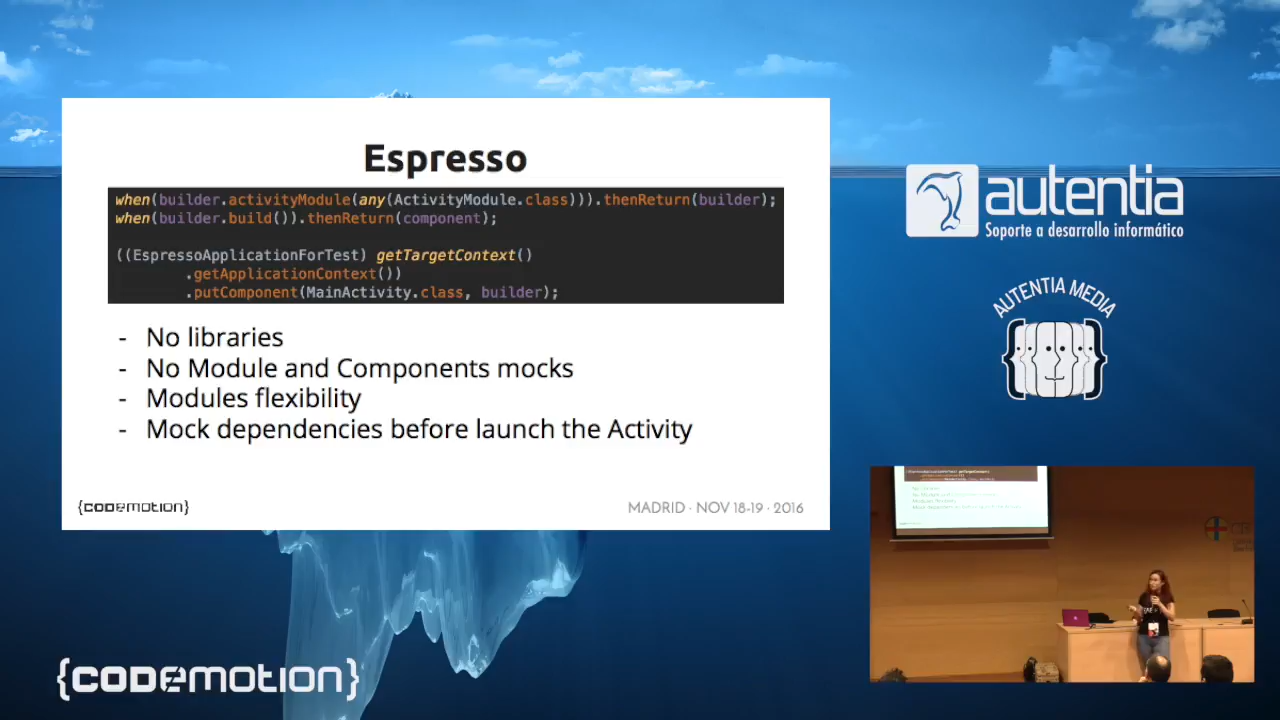 Espresso
when(builder.activityModule(any(ActivityModule.class))).thenReturn(builder);
when(builder.build()).thenReturn(component);
((EspressoApplicationForTest) getTargetContext()
.getApplicationContext())
.putComponent(MainActivity.class, builder);
- No libraries
- No Module and Components mocks
- Modules flexibility
- Mock dependencies before launch the Activity
{CODEMOTION}
MADRID · NOV 18-19 · 2016
autentia
Soporte a desarrollo informático
AUTENTIA MEDIA
{CODEMOTION}